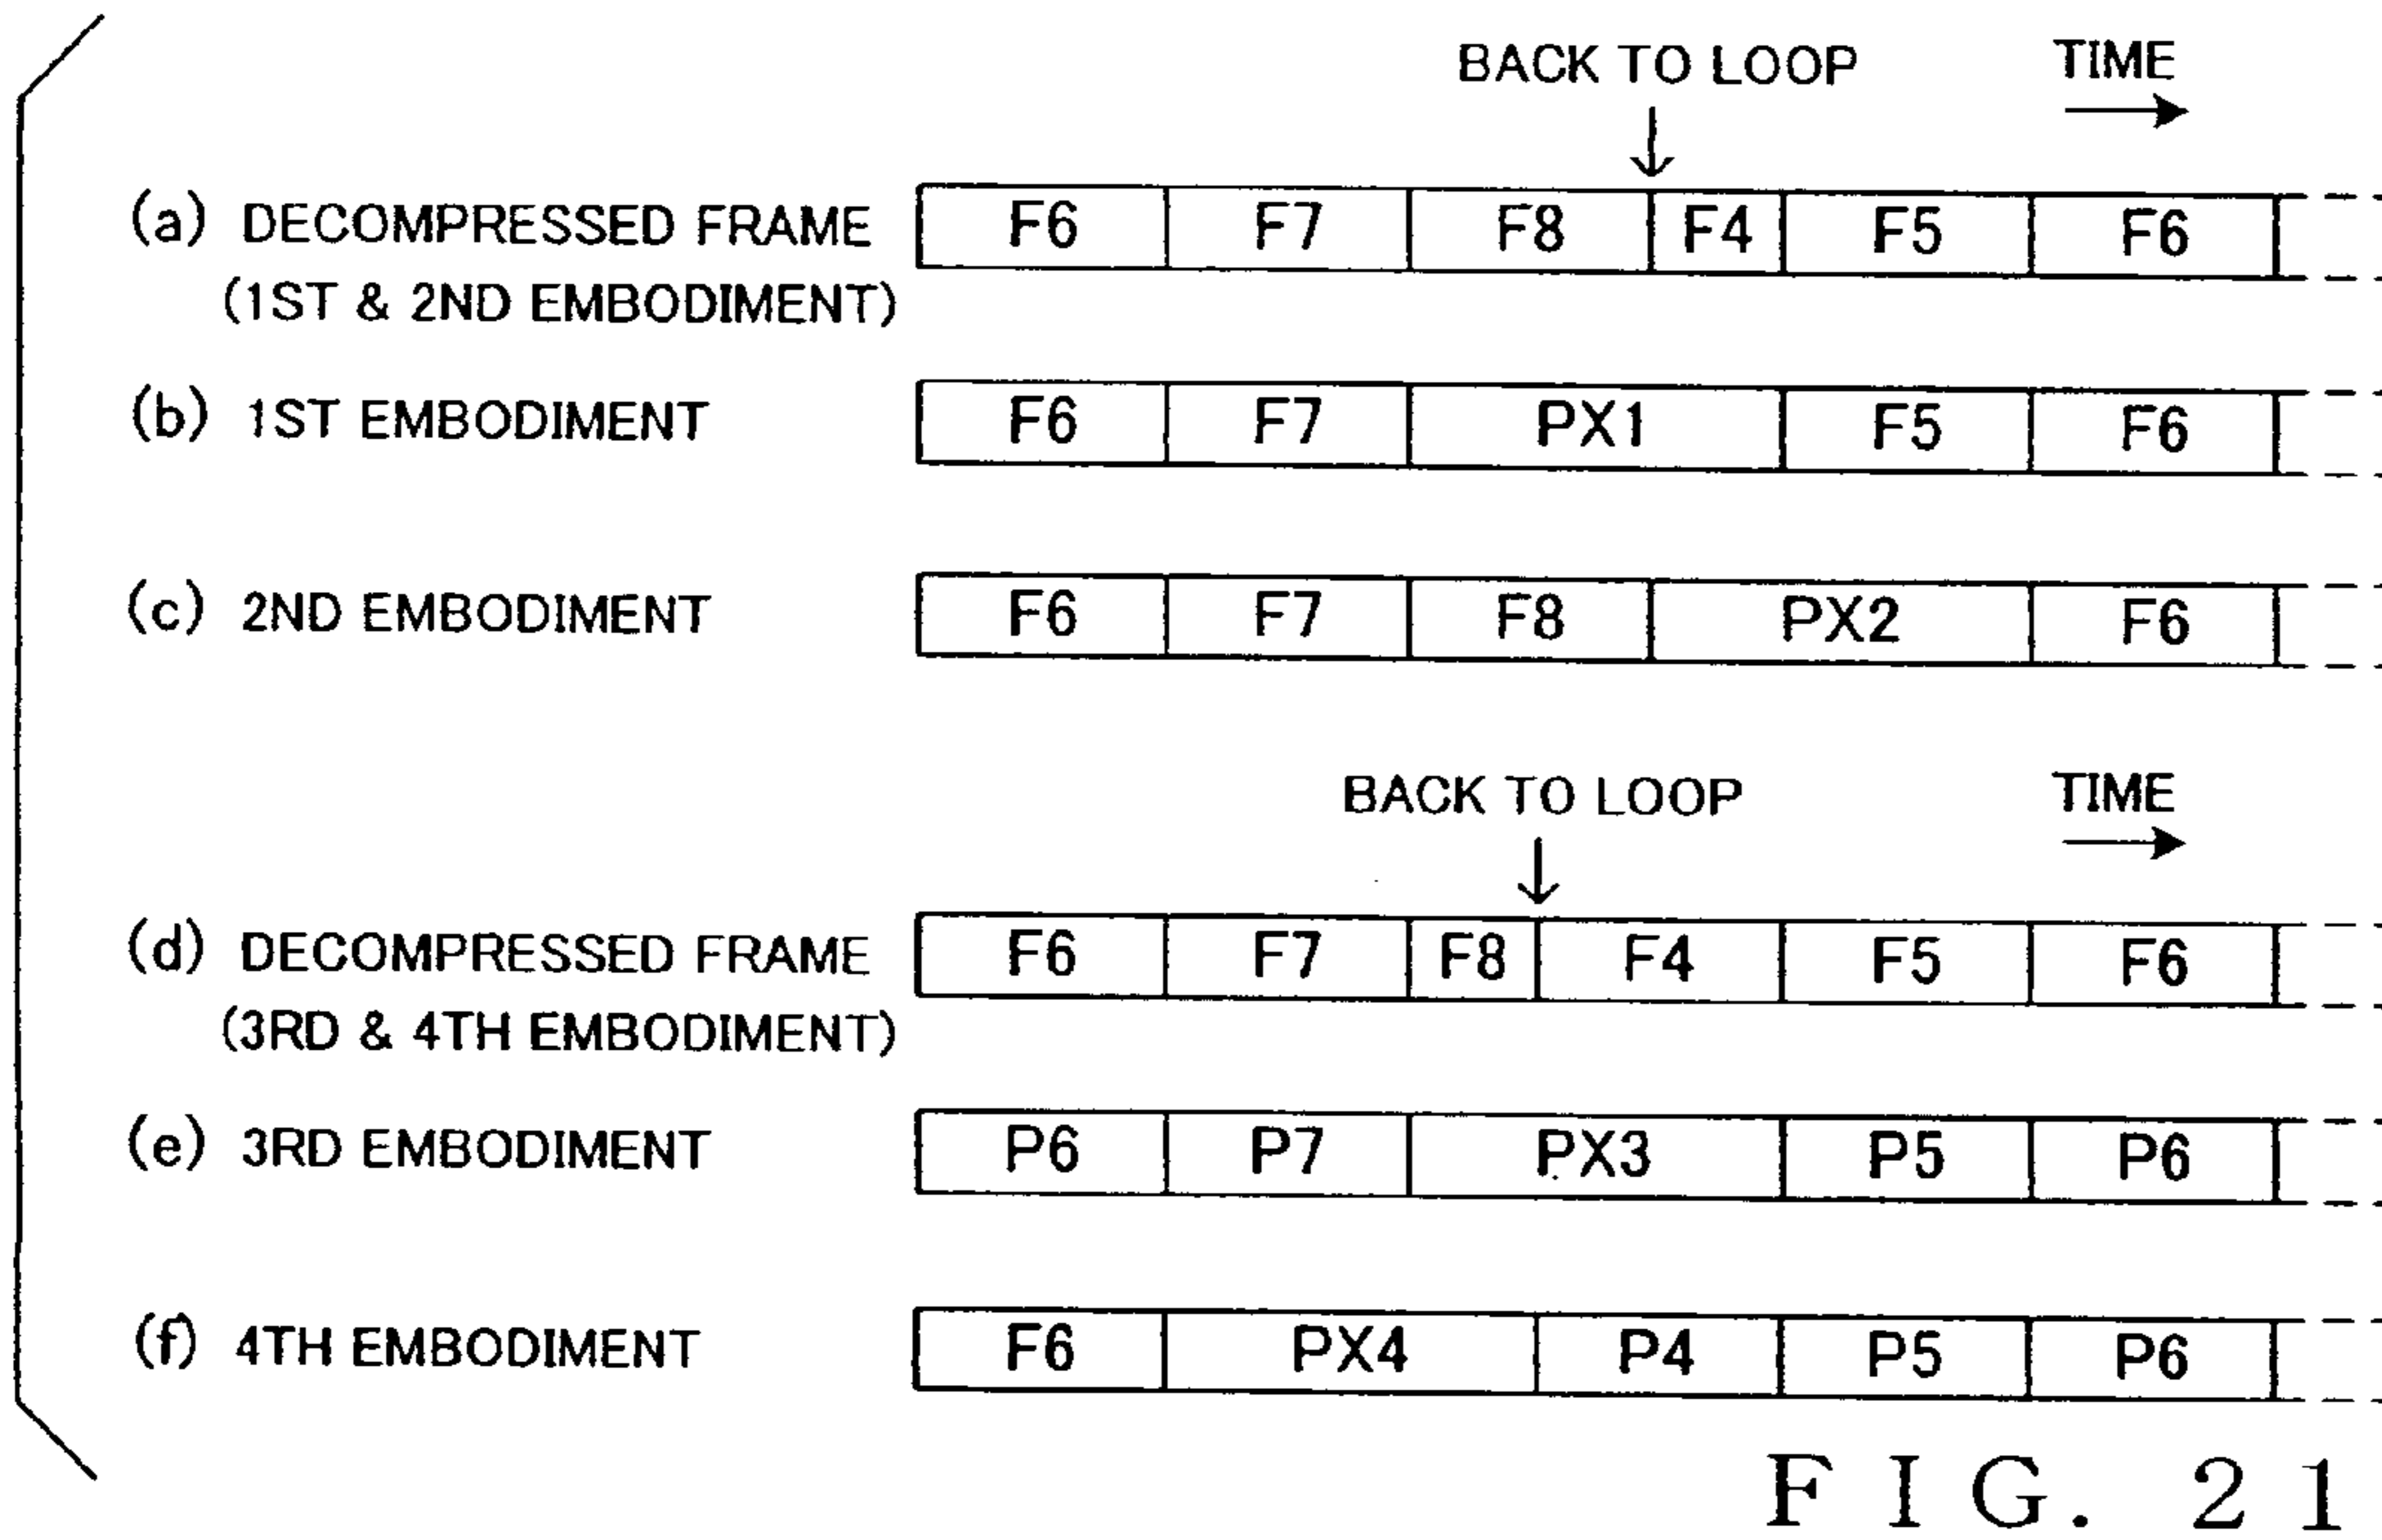 BACK TO LOOP TIME
(a) DECOMPRESSED FRAME F6 F7 F8 F4 F5 F6
(1ST & 2ND EMBODIMENT)
(b) 1ST EMBODIMENT F6 F7 PX1 F5 F6
(c) 2ND EMBODIMENT F6 F7 F8 PX2 F6
BACK TO LOOP TIME
(d) DECOMPRESSED FRAME F6 F7 F8 F4 F5 F6
(3RD & 4TH EMBODIMENT)
(e) 3RD EMBODIMENT P6 P7 PX3 P5 P6
(f) 4TH EMBODIMENT F6 PX4 P4 P5 P6
FIG. 21